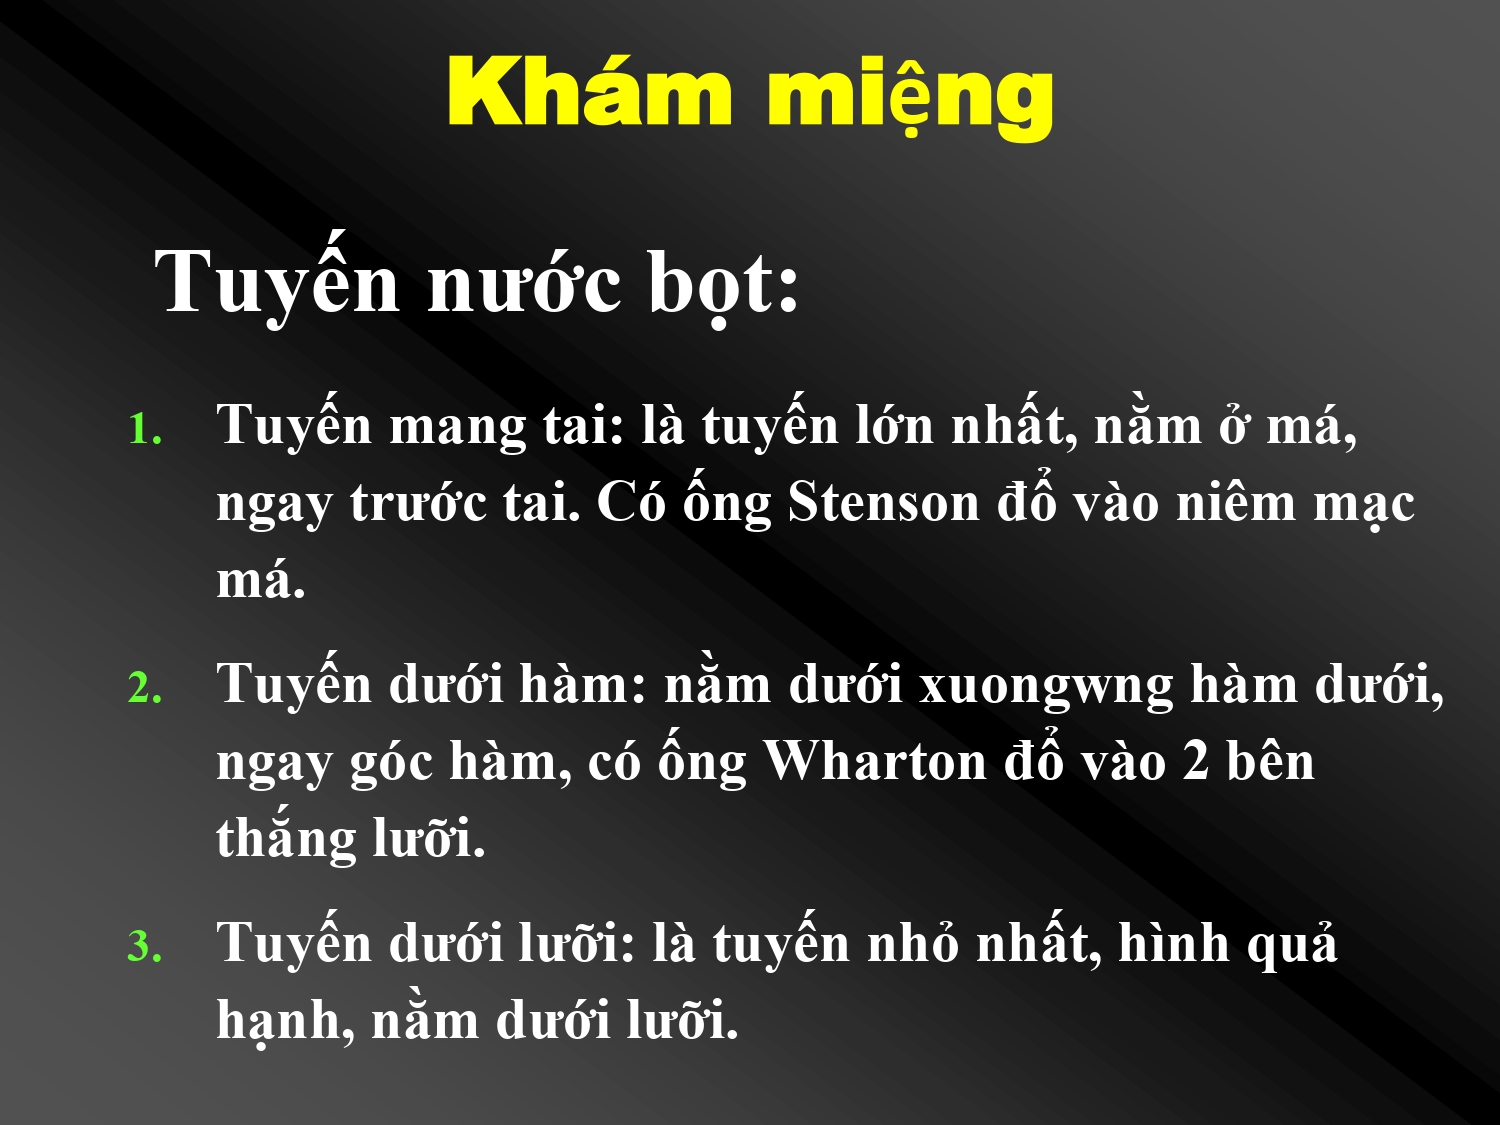 Khám miệng
Tuyến nước bọt:
1. Tuyến mang tai: là tuyến lớn nhất, nằm ở má,
ngay trước tai. Có ống Stenson đổ vào niêm mạc
má.
2. Tuyến dưới hàm: nằm dưới xuongwng hàm dưới,
ngay góc hàm, có ống Wharton đổ vào 2 bên
thắng lưỡi.
3. Tuyến dưới lưỡi: là tuyến nhỏ nhất, hình quả
hạnh, nằm dưới lưỡi.